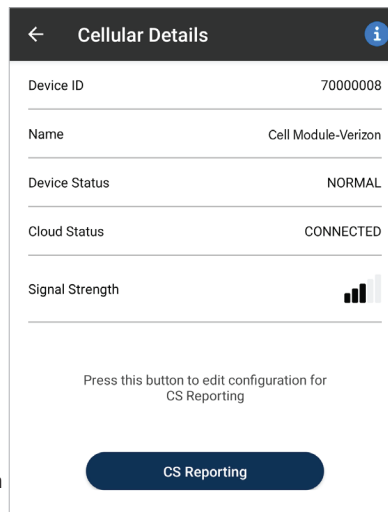 Cellular Details
i
Device ID 70000008
Name Cell Module-Verizon
Device Status NORMAL
Cloud Status CONNECTED
Signal Strength
Press this button to edit configuration for
CS Reporting
CS Reporting